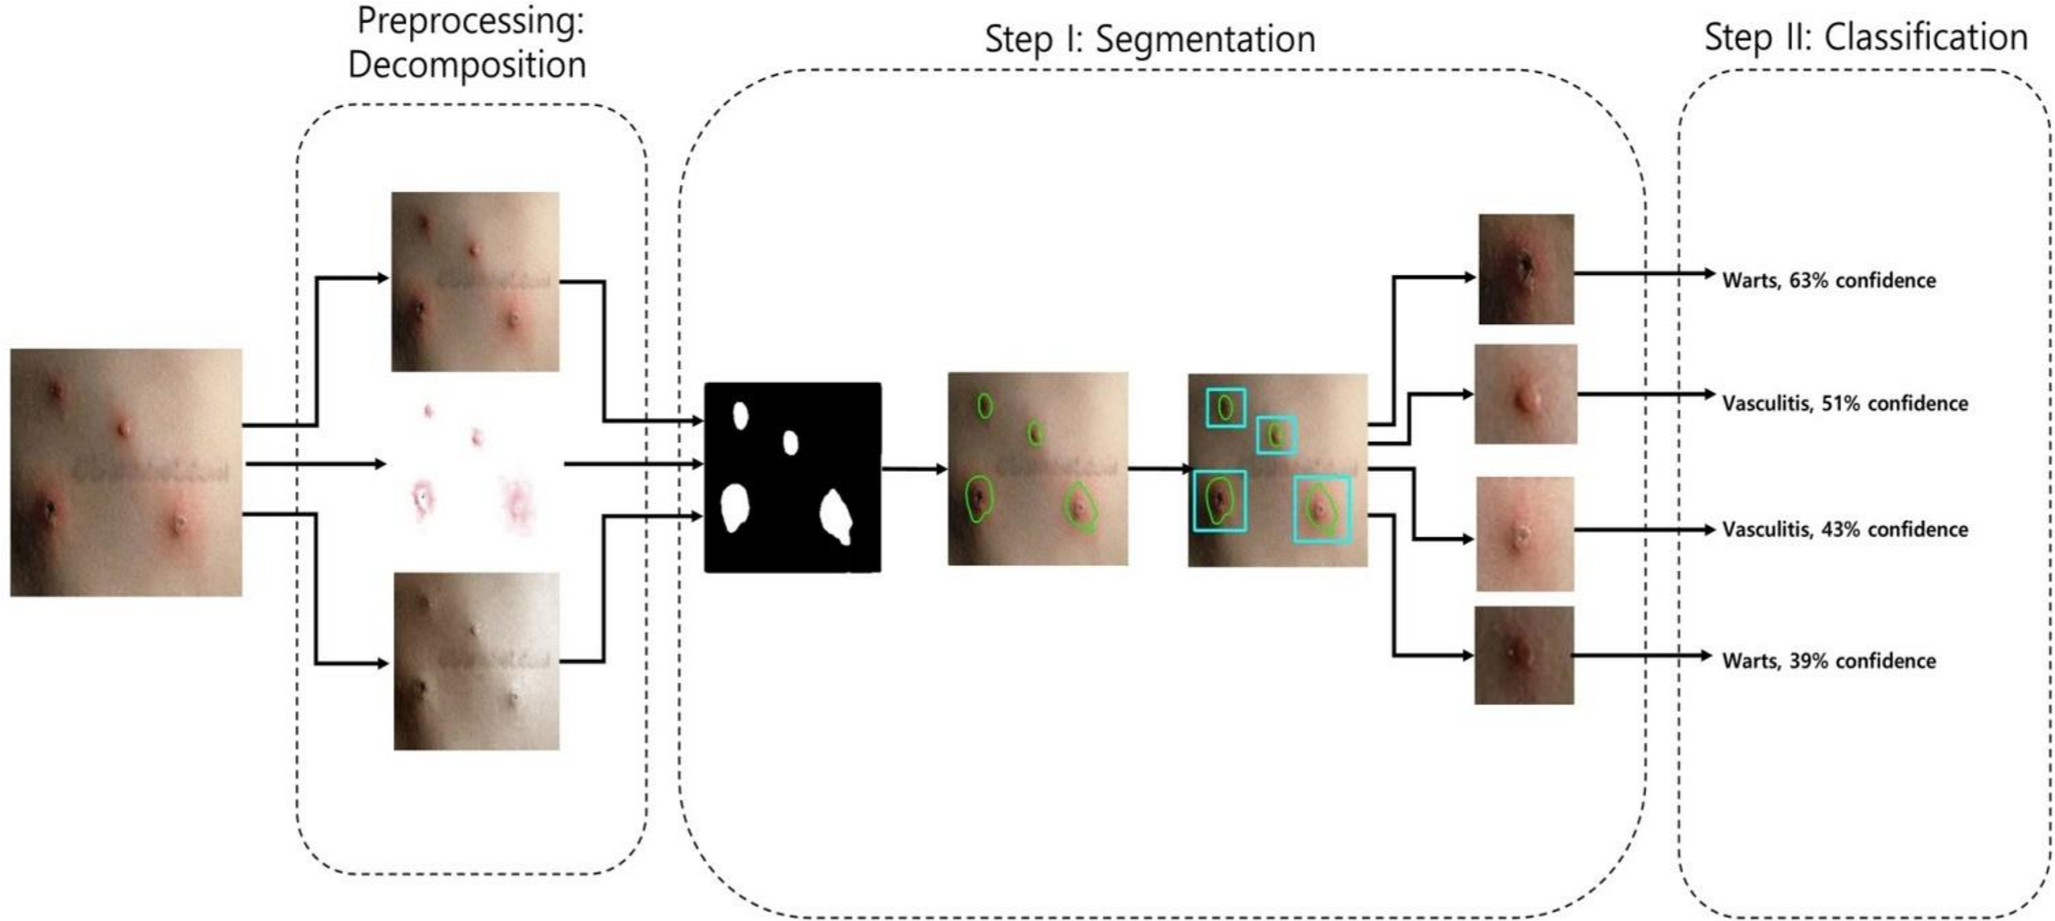 Preprocessing:
Decomposition
Step I: Segmentation
Step II: Classification
Warts, 63% confidence
Vasculitis, 51% confidence
Vasculitis, 43% confidence
Warts, 39% confidence